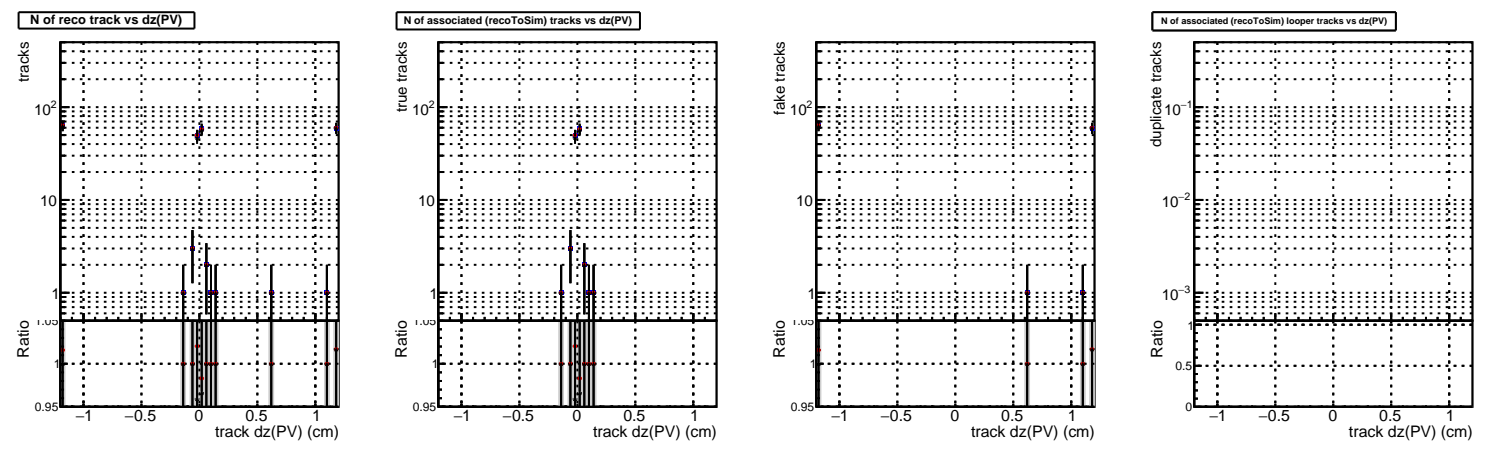 N of reco track vs dz(PV)
tracks
10²
10
1
1.05
Ratio
1
0.95
−1 −0.5 0 0.5 1
track dz(PV) (cm)
N of associated (recoToSim) tracks vs dz(PV)
true tracks
10²
10
1
1.05
Ratio
1
0.95
−1 −0.5 0 0.5 1
track dz(PV) (cm)
fake tracks
10²
10
1
1.05
Ratio
1
0.95
−1 −0.5 0 0.5 1
track dz(PV) (cm)
N of associated (recoToSim) looper tracks vs dz(PV)
duplicate tracks
10⁻¹
10⁻²
10⁻³
Ratio
1
0.5
0
−1 −0.5 0 0.5 1
track dz(PV) (cm)